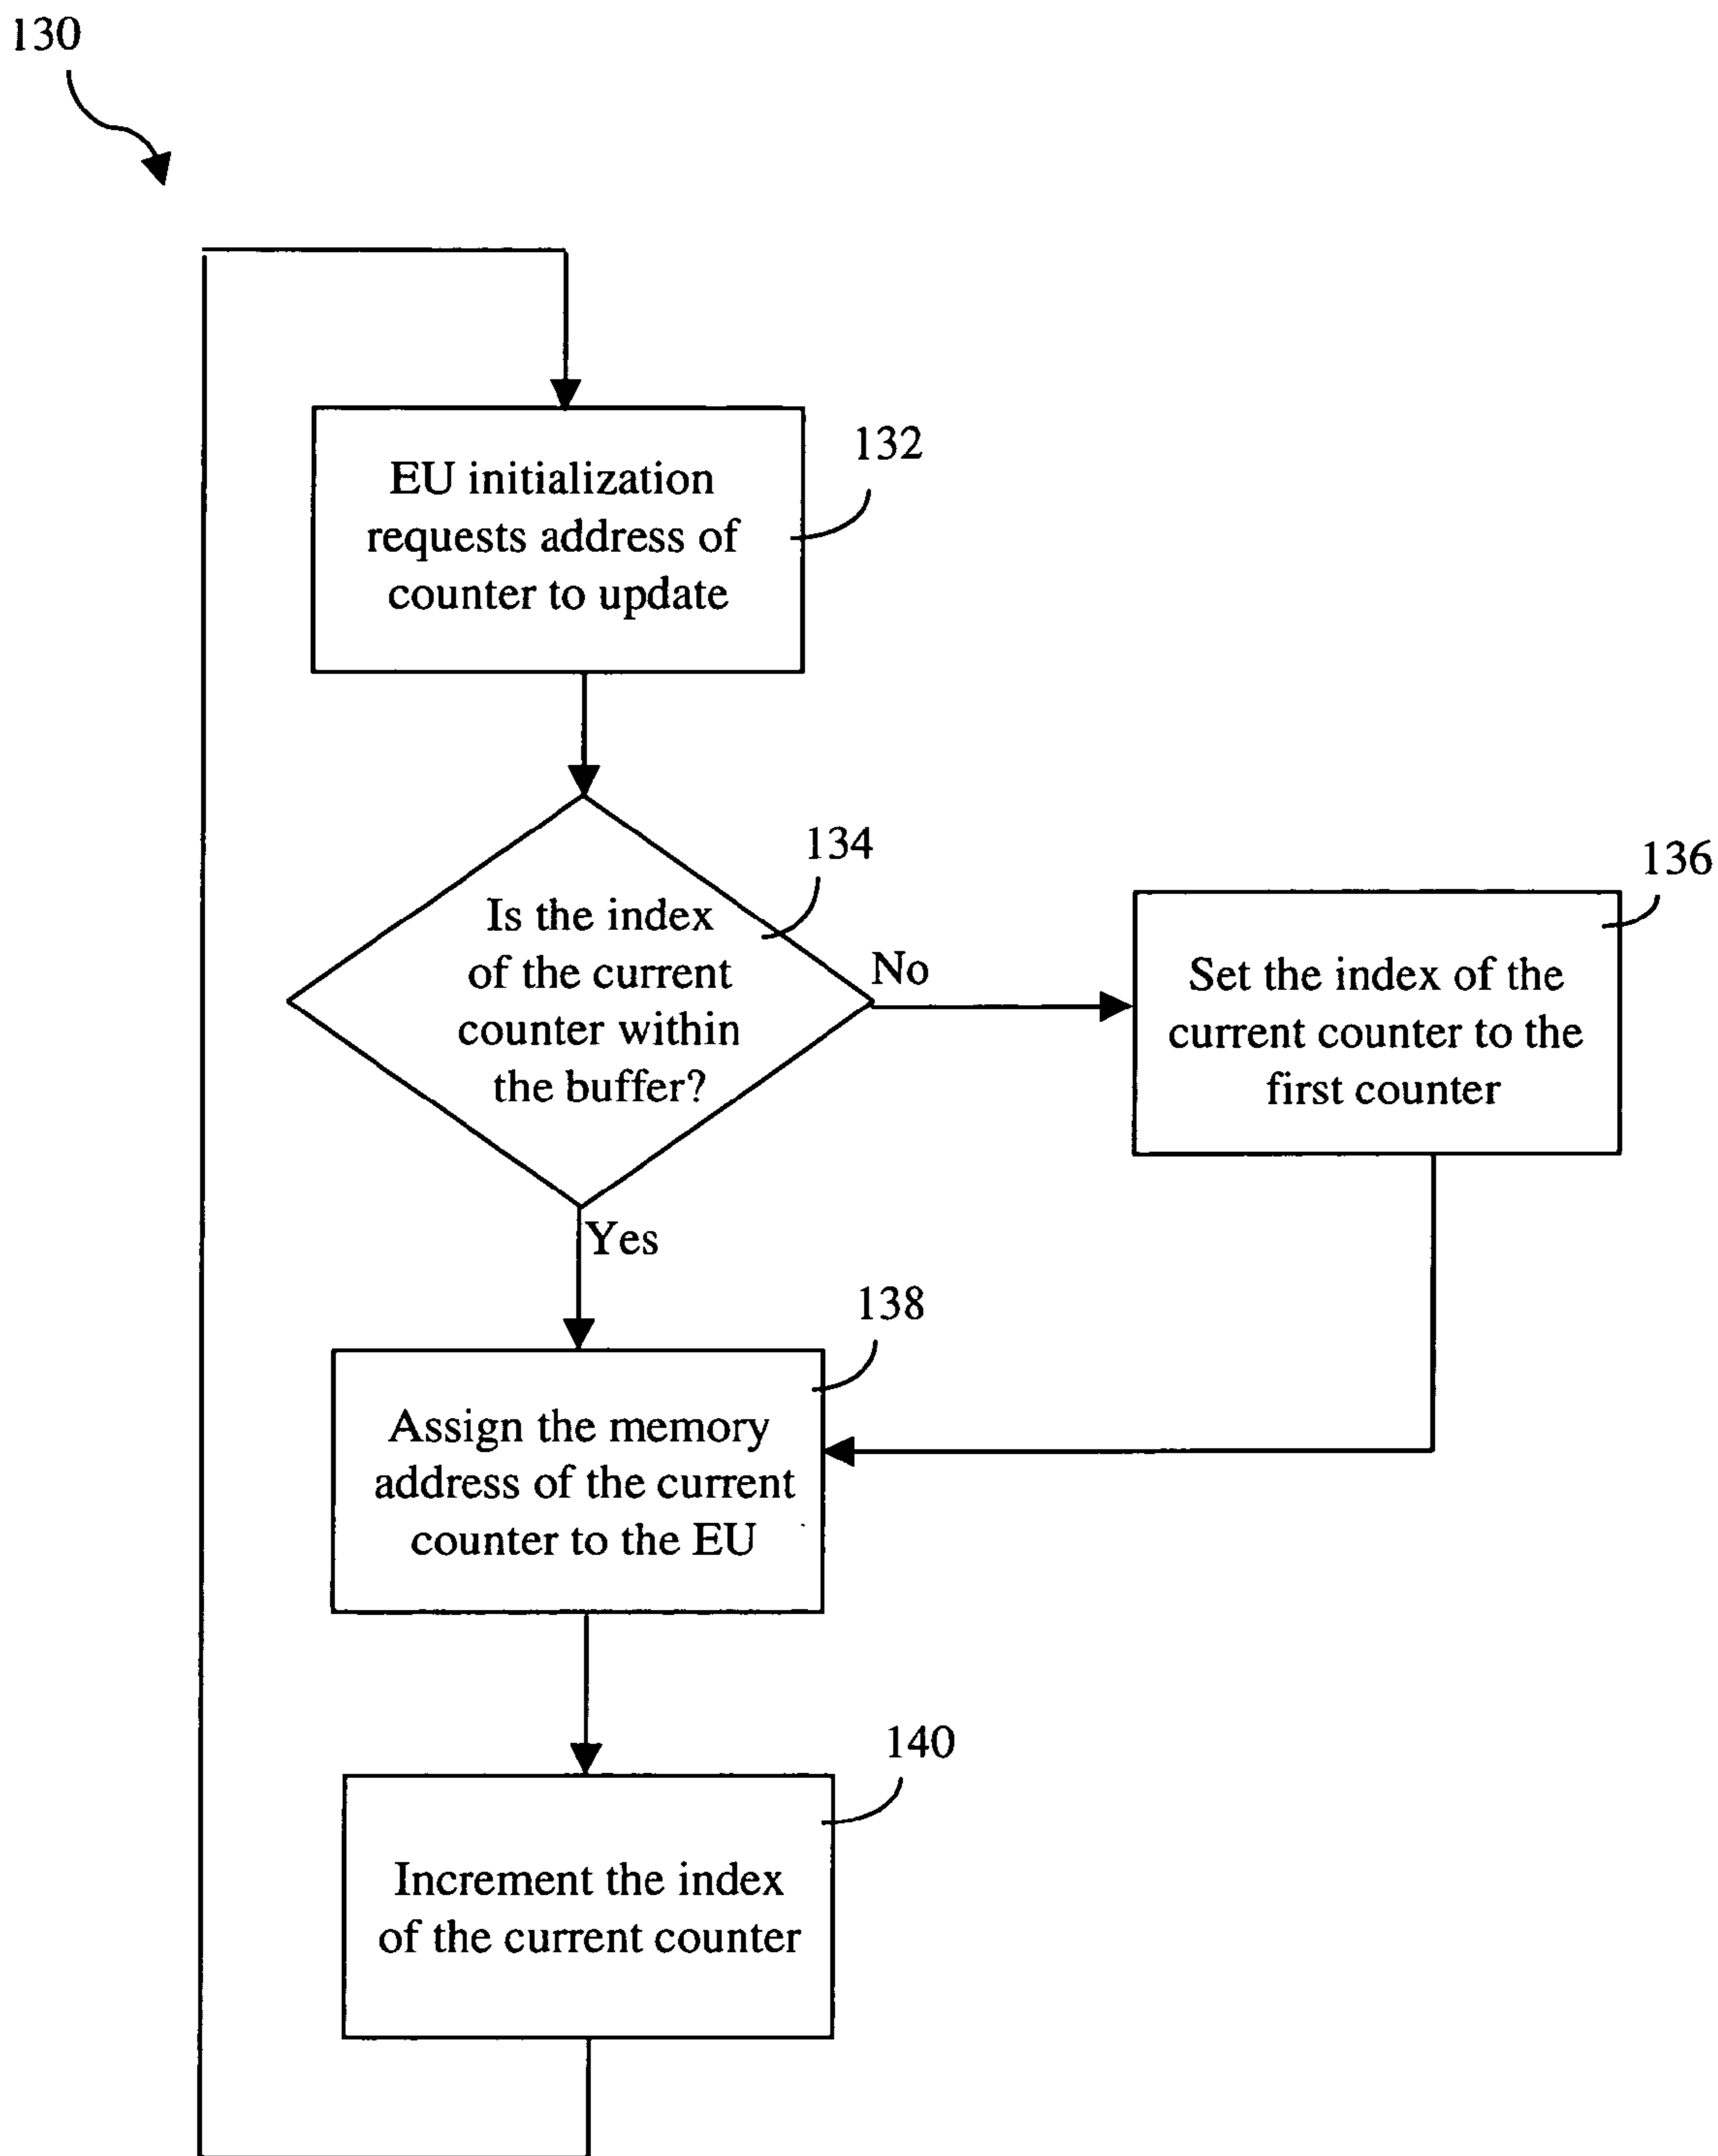 130
EU initialization
requests address of
counter to update
132
Is the index
of the current
counter within
the buffer?
134
No
Set the index of the
current counter to the
first counter
136
Yes
Assign the memory
address of the current
counter to the EU
138
Increment the index
of the current counter
140